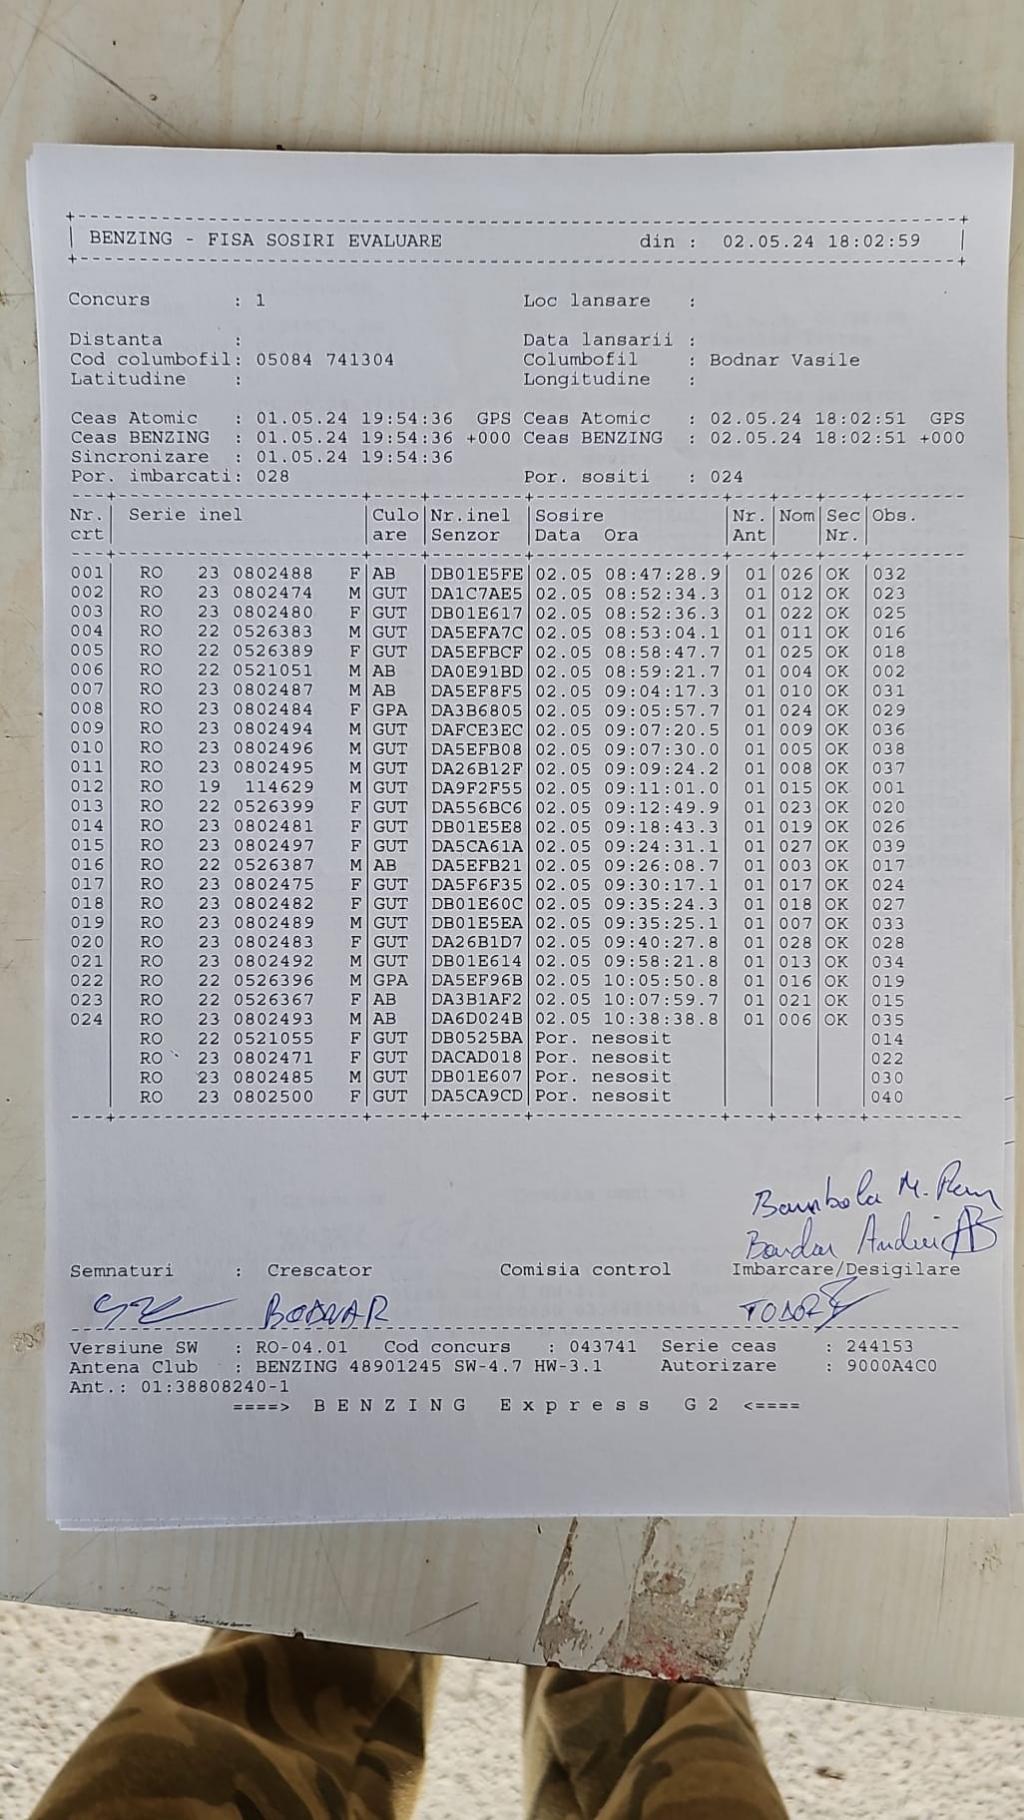 BENZING - FISA SOSIRI EVALUARE din : 02.05.24 18:02:59
Concurs : 1 Loc lansare :
Distanta : Data lansarii :
Cod columbofil: 05084 741304 Columbofil : Bodnar Vasile
Latitudine : Longitudine :
Ceas Atomic : 01.05.24 19:54:36 GPS Ceas Atomic : 02.05.24 18:02:51 GPS
Ceas BENZING : 01.05.24 19:54:36 +000 Ceas BENZING : 02.05.24 18:02:51 +000
Sincronizare : 01.05.24 19:54:36
Por. imbarcati: 028 Por. sositi : 024
Nr. Serie inel Culo Nr.inel Sosire Nr. Nom Sec Obs.
crt are Senzor Data Ora Ant Nr.
001 RO 23 0802488 F AB DB01E5FE 02.05 08:47:28.9 01 026 OK 032
002 RO 23 0802474 M GUT DA1C7AE5 02.05 08:52:34.3 01 012 OK 023
003 RO 23 0802480 F GUT DB01E617 02.05 08:52:36.3 01 022 OK 025
004 RO 22 0526383 M GUT DA5EFA7C 02.05 08:53:04.1 01 011 OK 016
005 RO 22 0526389 F GUT DA5EFBCF 02.05 08:58:47.7 01 025 OK 018
006 RO 22 0521051 M AB DA0E91BD 02.05 08:59:21.7 01 004 OK 002
007 RO 23 0802487 M AB DA5EF8F5 02.05 09:04:17.3 01 010 OK 031
008 RO 23 0802484 F GPA DA3B6805 02.05 09:05:57.7 01 024 OK 029
009 RO 23 0802494 M GUT DAFCE3EC 02.05 09:07:20.5 01 009 OK 036
010 RO 23 0802496 M GUT DA5EFB08 02.05 09:07:30.0 01 005 OK 038
011 RO 23 0802495 M GUT DA26B12F 02.05 09:09:24.2 01 008 OK 037
012 RO 19 114629 M GUT DA9F2F55 02.05 09:11:01.0 01 015 OK 001
013 RO 22 0526399 F GUT DA556BC6 02.05 09:12:49.9 01 023 OK 020
014 RO 23 0802481 F GUT DB01E5E8 02.05 09:18:43.3 01 019 OK 026
015 RO 23 0802497 F GUT DA5CA61A 02.05 09:24:31.1 01 027 OK 039
016 RO 22 0526387 M AB DA5EFB21 02.05 09:26:08.7 01 003 OK 017
017 RO 23 0802475 F GUT DA5F6F35 02.05 09:30:17.1 01 017 OK 024
018 RO 23 0802482 F GUT DB01E60C 02.05 09:35:24.3 01 018 OK 027
019 RO 23 0802489 M GUT DB01E5EA 02.05 09:35:25.1 01 007 OK 033
020 RO 23 0802483 F GUT DA26B1D7 02.05 09:40:27.8 01 028 OK 028
021 RO 23 0802492 M GUT DB01E614 02.05 09:58:21.8 01 013 OK 034
022 RO 22 0526396 M GPA DA5EF96B 02.05 10:05:50.8 01 016 OK 019
023 RO 22 0526367 F AB DA3B1AF2 02.05 10:07:59.7 01 021 OK 015
024 RO 23 0802493 M AB DA6D024B 02.05 10:38:38.8 01 006 OK 035
RO 22 0521055 F GUT DB0525BA Por. nesosit 014
RO 23 0802471 F GUT DACAD018 Por. nesosit 022
RO 23 0802485 M GUT DB01E607 Por. nesosit 030
RO 23 0802500 F GUT DA5CA9CD Por. nesosit 040
M.
Andrei
Semnaturi : Crescator Comisia control Imbarcare/Desigilare
BODNAR TODOR
Versiune SW : RO-04.01 Cod concurs : 043741 Serie ceas : 244153
Antena Club : BENZING 48901245 SW-4.7 HW-3.1 Autorizare : 9000A4C0
Ant.: 01:38808240-1
====> B E N Z I N G E x p r e s s G 2 <====